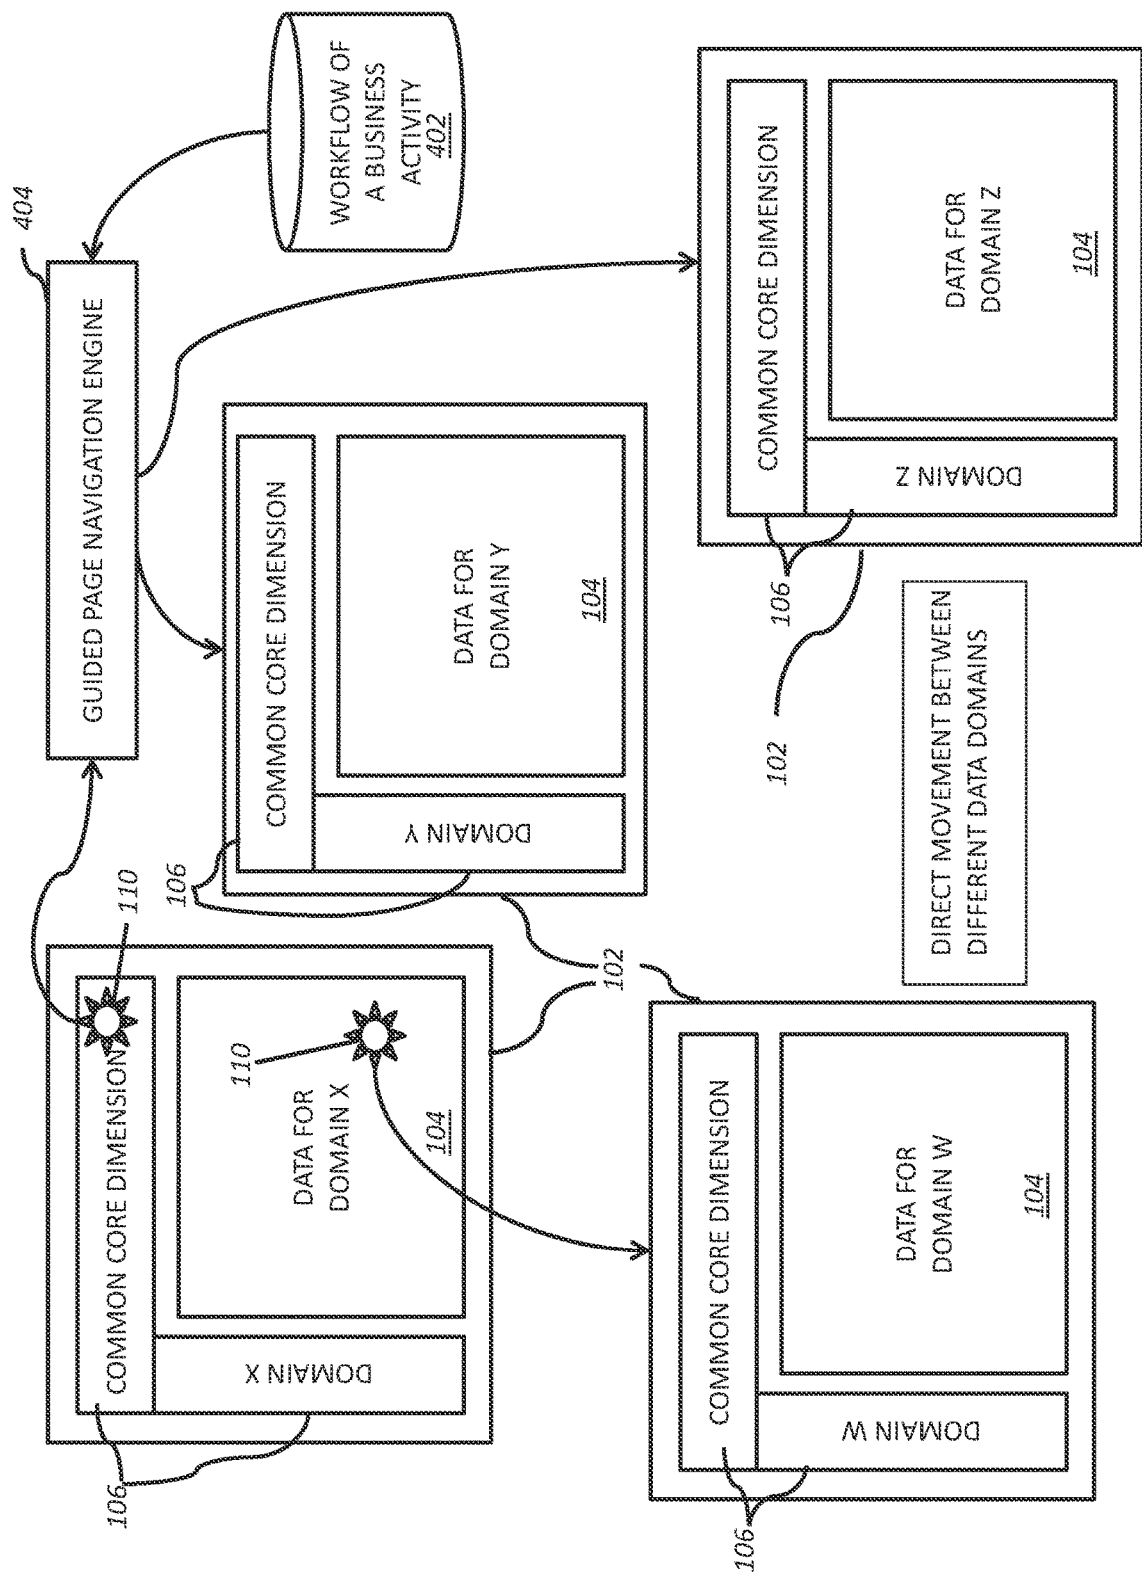 404
GUIDED PAGE NAVIGATION ENGINE
106
COMMON CORE DIMENSION
110
DOMAIN X
110
DATA FOR
DOMAIN X
104
WORKFLOW OF
A BUSINESS
ACTIVITY
402
106
COMMON CORE DIMENSION
DOMAIN Y
DATA FOR
DOMAIN Y
104
102
106
COMMON CORE DIMENSION
DOMAIN W
DATA FOR
DOMAIN W
104
102
106
COMMON CORE DIMENSION
DOMAIN Z
DATA FOR
DOMAIN Z
104
DIRECT MOVEMENT BETWEEN
DIFFERENT DATA DOMAINS